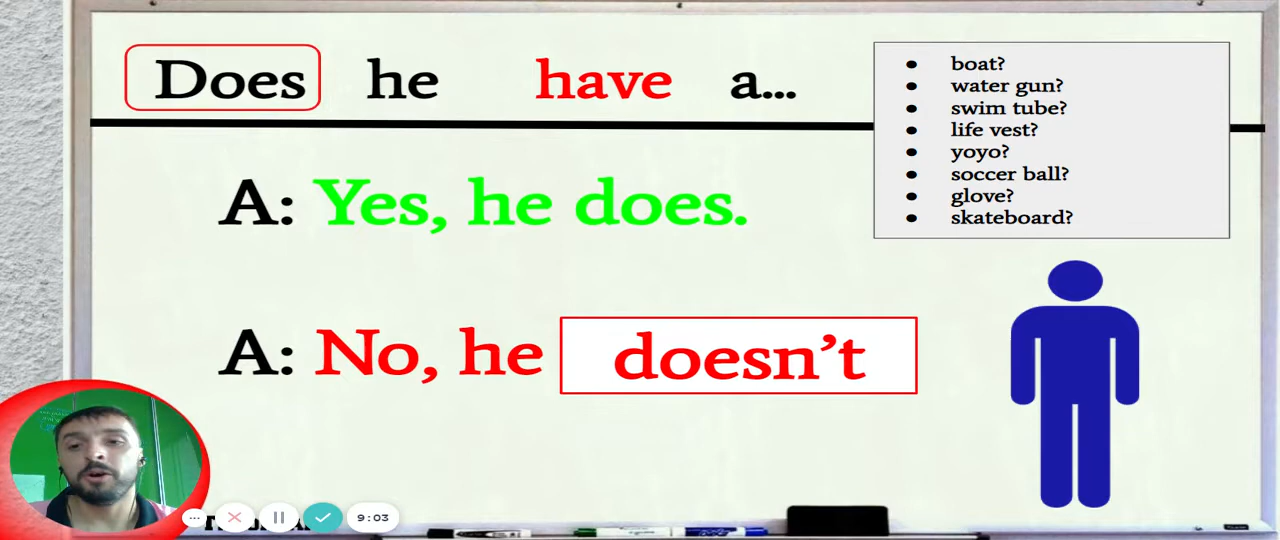 Does he have a...
boat?
water gun?
swim tube?
life vest?
yoyo?
soccer ball?
glove?
skateboard?
A: Yes, he does.
A: No, he doesn't
9:03